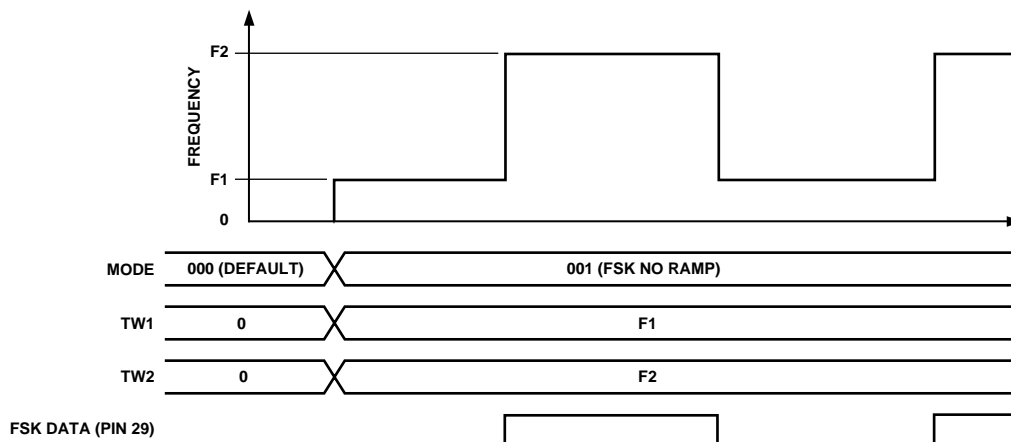 F2
FREQUENCY
F1
0
MODE 000 (DEFAULT) 001 (FSK NO RAMP)
TW1 0 F1
TW2 0 F2
FSK DATA (PIN 29)